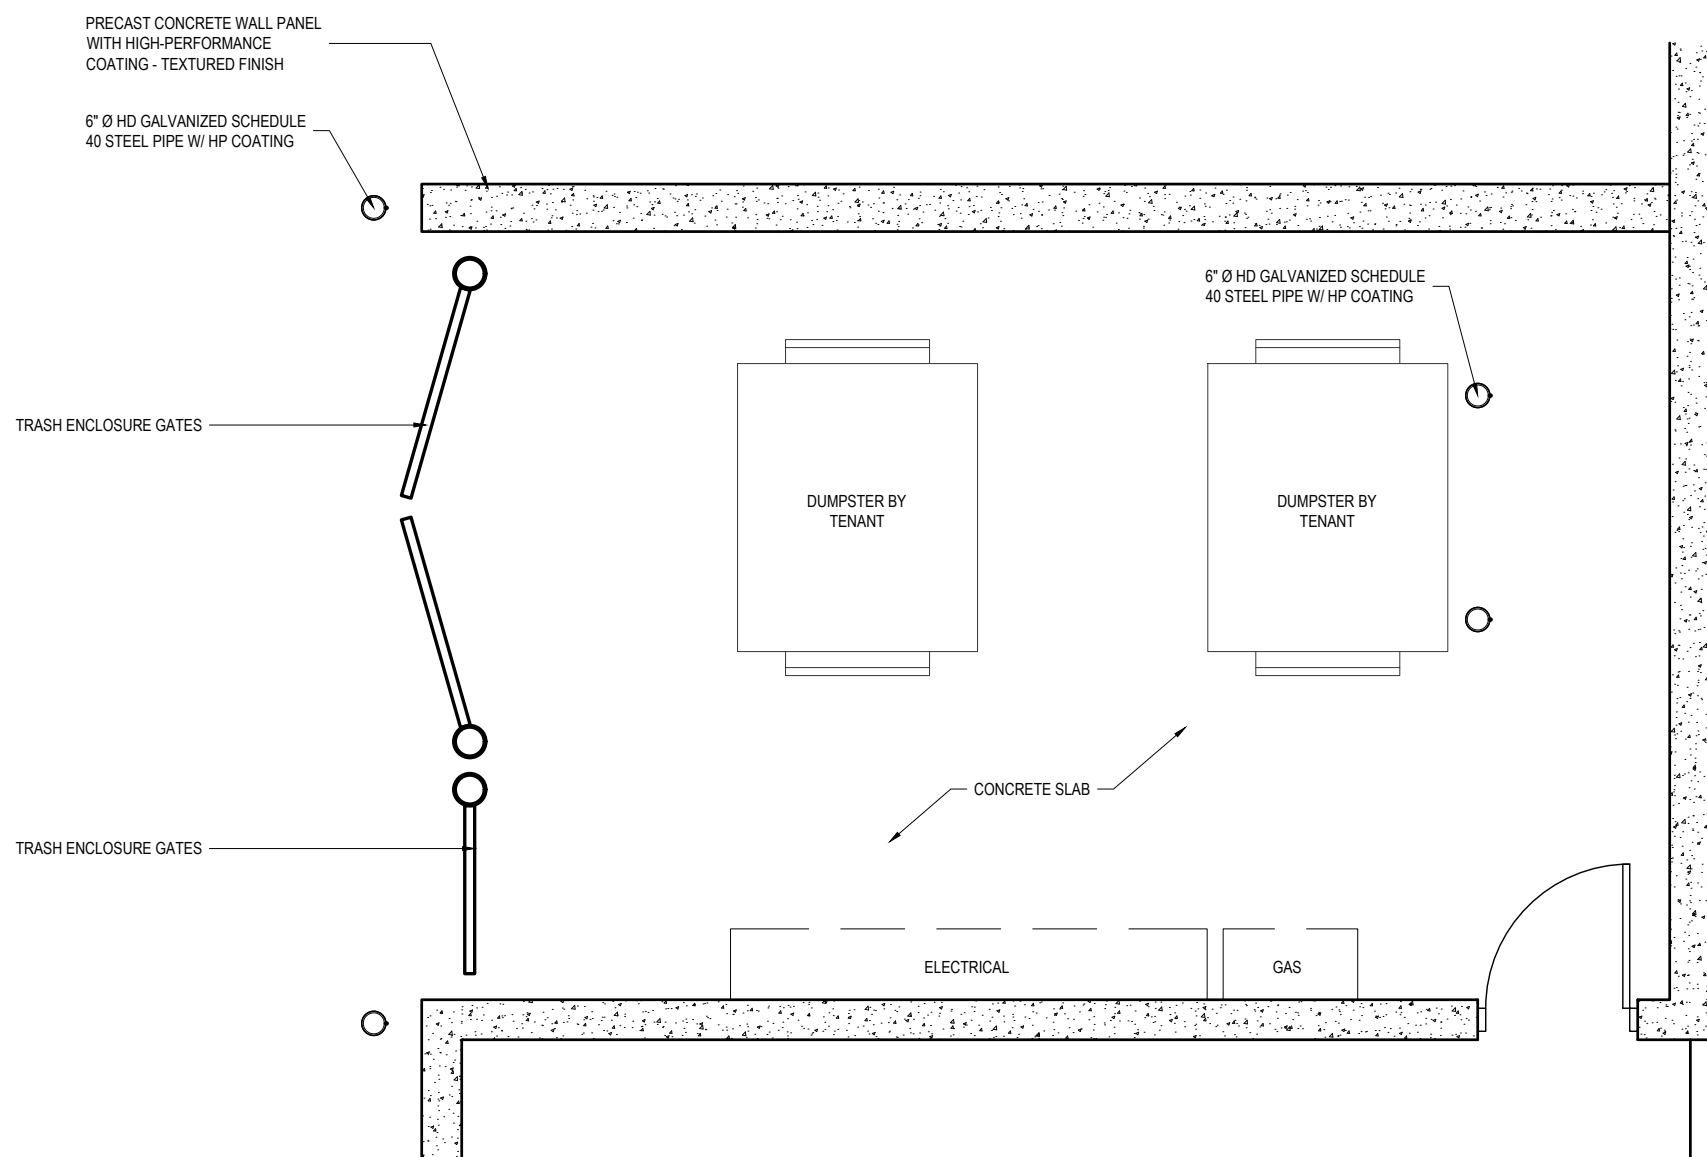 PRECAST CONCRETE WALL PANEL
WITH HIGH-PERFORMANCE
COATING - TEXTURED FINISH
6" Ø HD GALVANIZED SCHEDULE
40 STEEL PIPE W/ HP COATING
6" Ø HD GALVANIZED SCHEDULE
40 STEEL PIPE W/ HP COATING
TRASH ENCLOSURE GATES
DUMPSTER BY
TENANT
DUMPSTER BY
TENANT
CONCRETE SLAB
TRASH ENCLOSURE GATES
ELECTRICAL
GAS